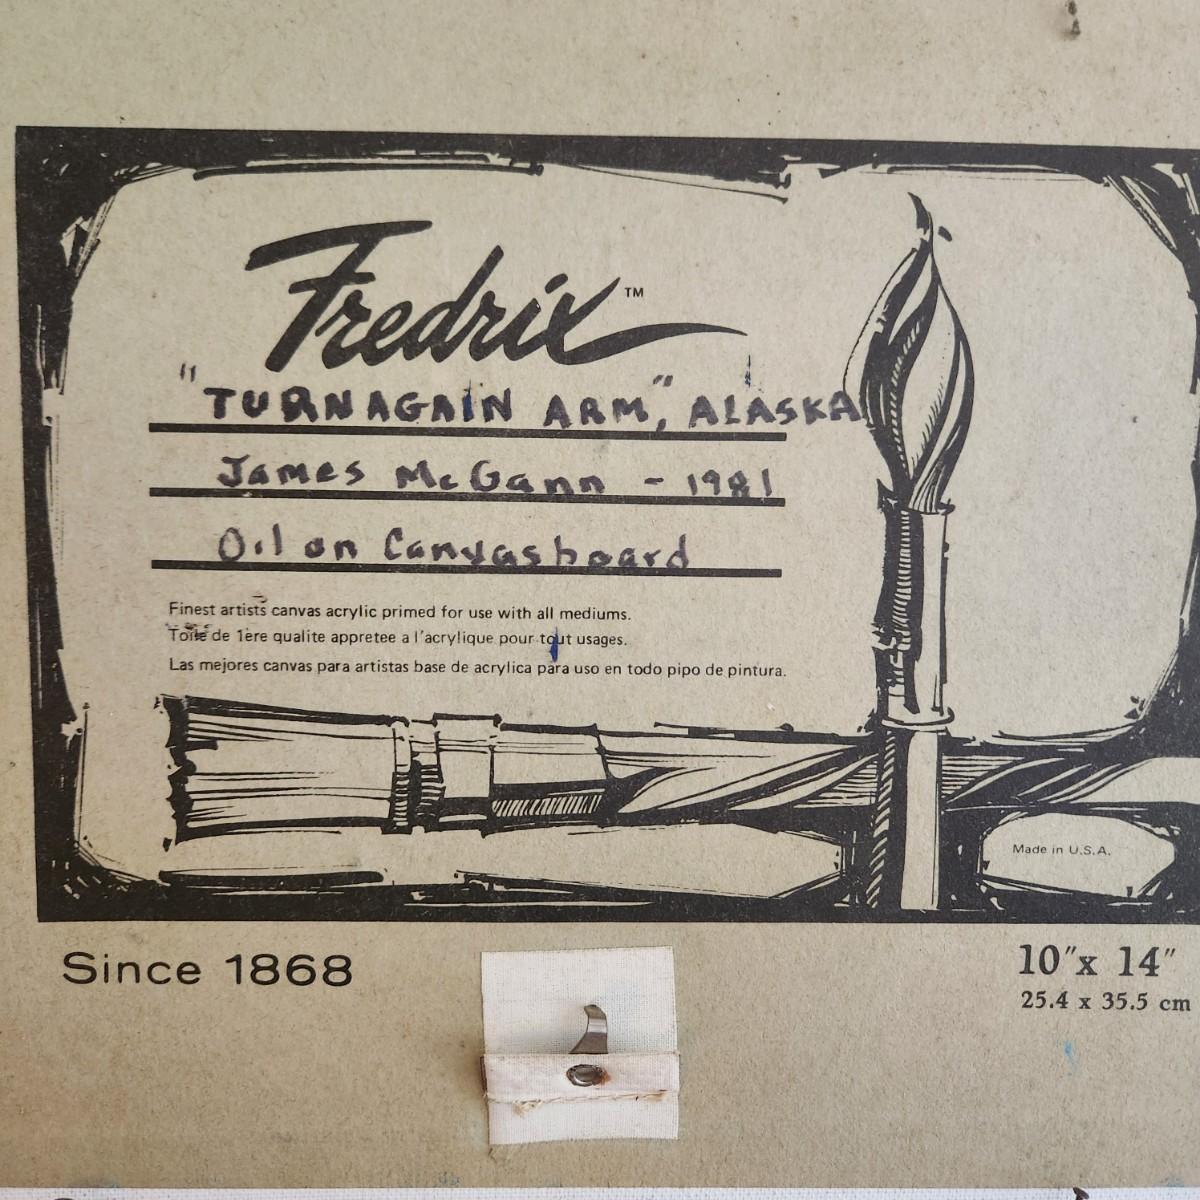 Fredrix™
"TURNAGAIN ARM", ALASKA
James McGann - 1981
Oil on Canvasboard
Finest artists canvas acrylic primed for use with all mediums.
Toile de 1ère qualite appretee a l'acrylique pour tout usages.
Las mejores canvas para artistas base de acrylica para uso en todo pipo de pintura.
Made in U.S.A.
Since 1868
10"x 14"
25.4 x 35.5 cm